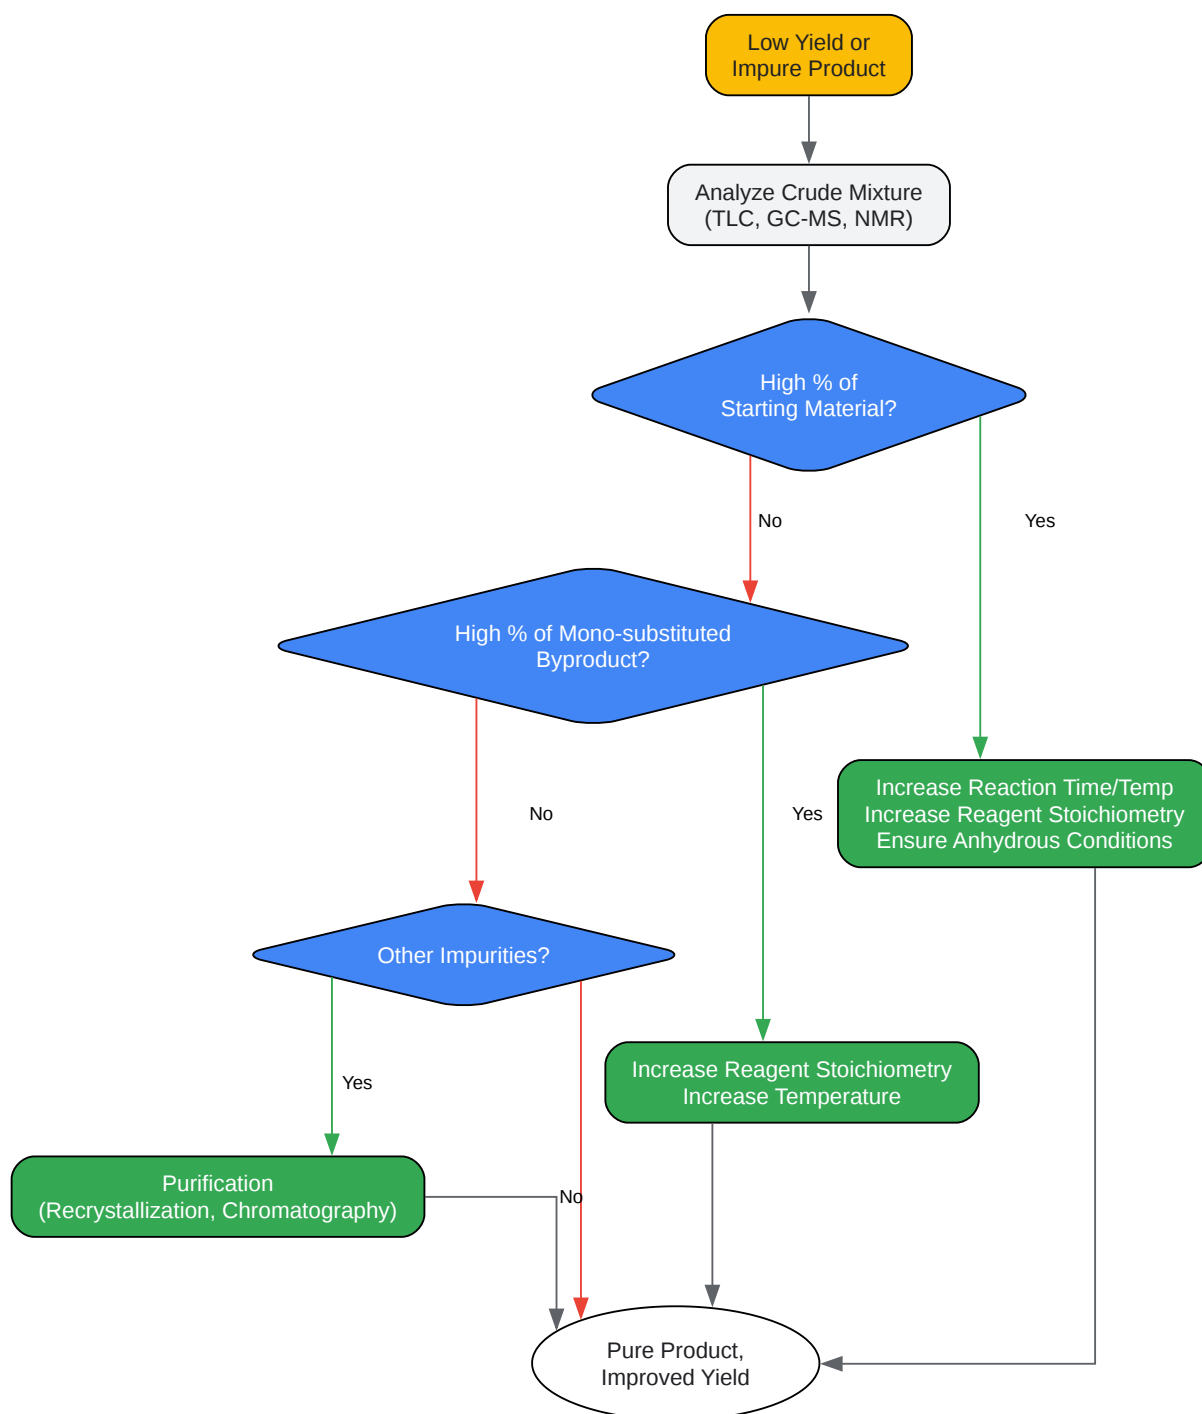 Low Yield or
Impure Product
Analyze Crude Mixture
(TLC, GC-MS, NMR)
High % of
Starting Material?
No
Yes
High % of Mono-substituted
Byproduct?
Increase Reaction Time/Temp
Increase Reagent Stoichiometry
Ensure Anhydrous Conditions
No
Yes
Other Impurities?
Increase Reagent Stoichiometry
Increase Temperature
Yes
Purification
(Recrystallization, Chromatography)
No
Pure Product,
Improved Yield